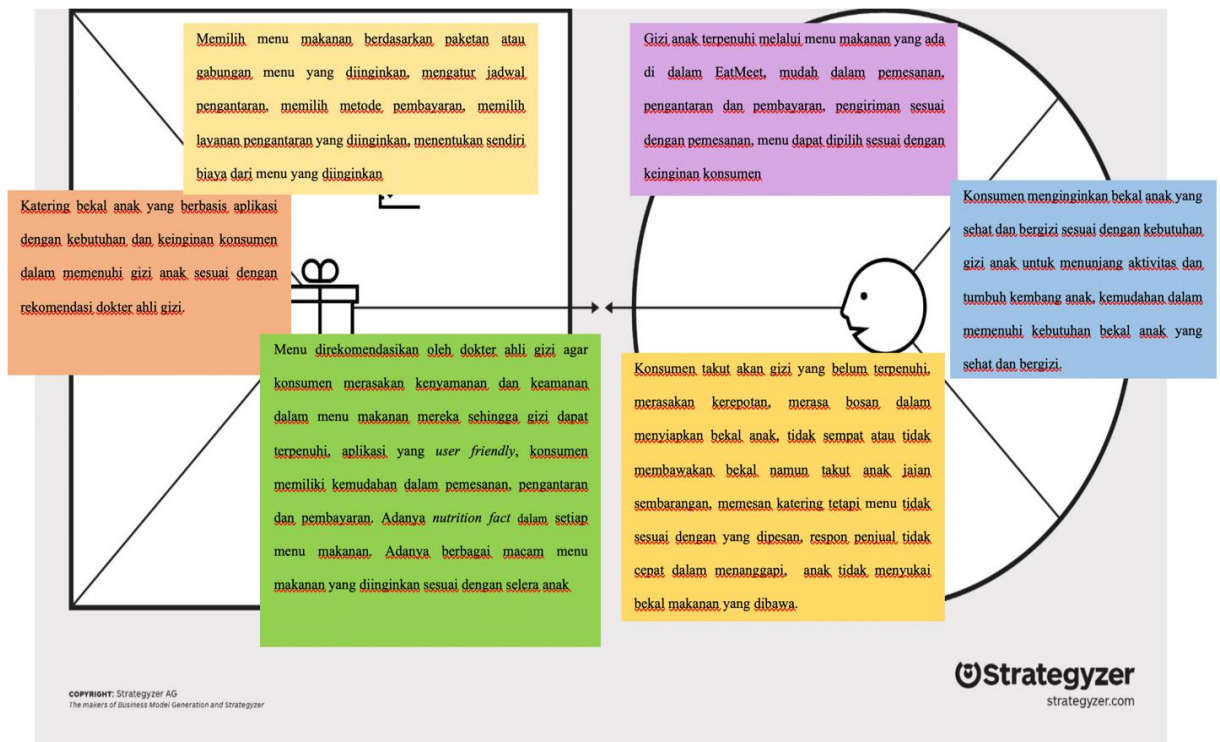 Memilih menu makanan berdasarkan paketan atau
gabungan menu yang diinginkan, mengatur jadwal
pengantaran, memilih metode pembayaran, memilih
layanan pengantaran yang diinginkan, menentukan sendiri
biaya dari menu yang diinginkan
Katering bekal anak yang berbasis aplikasi
dengan kebutuhan dan keinginan konsumen
dalam memenuhi gizi anak sesuai dengan
rekomendasi dokter ahli gizi.
Menu direkomendasikan oleh dokter ahli gizi agar
konsumen merasakan kenyamanan dan keamanan
dalam menu makanan mereka sehingga gizi dapat
terpenuhi, aplikasi yang user friendly, konsumen
memiliki kemudahan dalam pemesanan, pengantaran
dan pembayaran. Adanya nutrition fact dalam setiap
menu makanan. Adanya berbagai macam menu
makanan yang diinginkan sesuai dengan selera anak
Gizi anak terpenuhi melalui menu makanan yang ada
di dalam EatMeet, mudah dalam pemesanan,
pengantaran dan pembayaran, pengiriman sesuai
dengan pemesanan, menu dapat dipilih sesuai dengan
keinginan konsumen
Konsumen menginginkan bekal anak yang
sehat dan bergizi sesuai dengan kebutuhan
gizi anak untuk menunjang aktivitas dan
tumbuh kembang anak, kemudahan dalam
memenuhi kebutuhan bekal anak yang
sehat dan bergizi.
Konsumen takut akan gizi yang belum terpenuhi,
merasakan kerepotan, merasa bosan dalam
menyiapkan bekal anak, tidak sempat atau tidak
membawakan bekal namun takut anak jajan
sembarangan, memesan katering tetapi menu tidak
sesuai dengan yang dipesan, respon penjual tidak
cepat dalam menanggapi, anak tidak menyukai
bekal makanan yang dibawa.
COPYRIGHT: Strategyzer AG
The makers of Business Model Generation and Strategyzer
Strategyzer
strategyzer.com